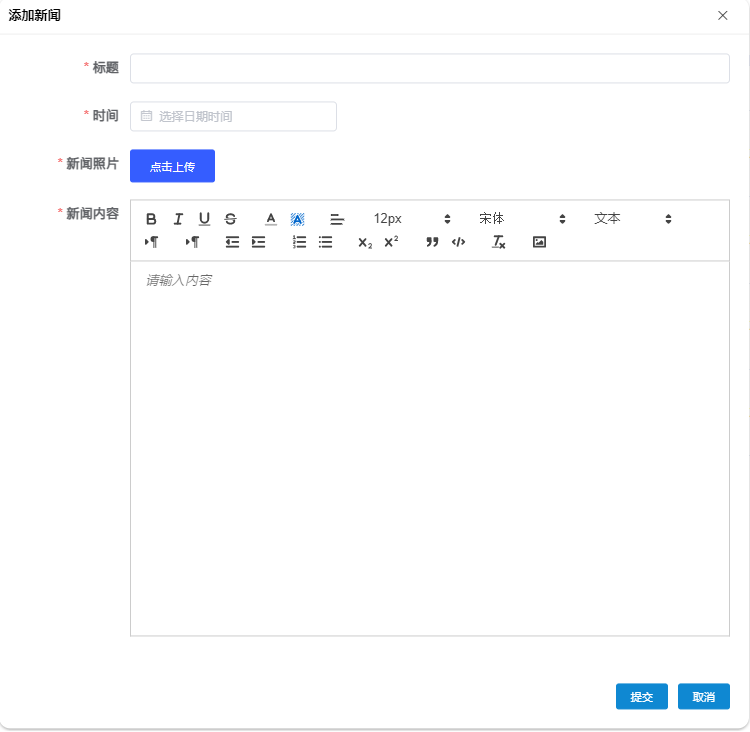 添加新闻
* 标题
* 时间 选择日期时间
* 新闻照片 点击上传
* 新闻内容
12px 宋体 文本
请输入内容
提交 取消